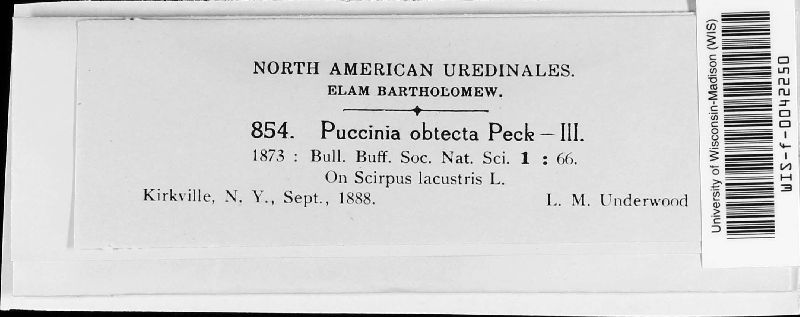 NORTH AMERICAN UREDINALES.
ELAM BARTHOLOMEW.
854. Puccinia obtecta Peck – III.
1873 : Bull. Buff. Soc. Nat. Sci. 1 : 66.
On Scirpus lacustris L.
Kirkville, N. Y., Sept., 1888. L. M. Underwood
University of Wisconsin-Madison (WIS)
WIS-f-0042250